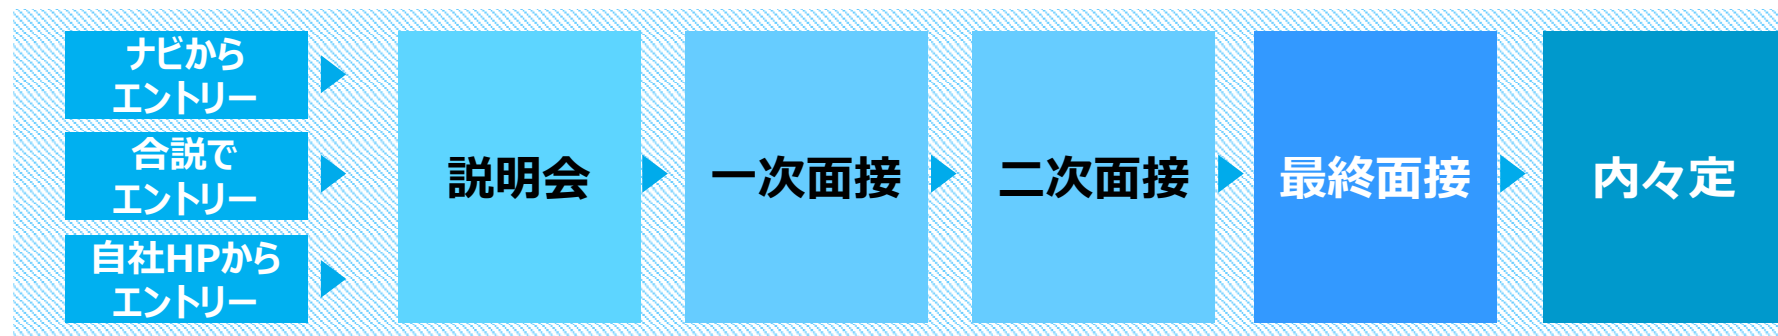 ナビから
エントリー
合説で
エントリー
自社HPから
エントリー
説明会
一次面接
二次面接
最終面接
内々定